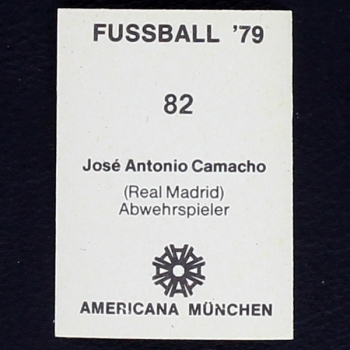 FUSSBALL '79
82
José Antonio Camacho
(Real Madrid)
Abwehrspieler
AMERICANA MÜNCHEN